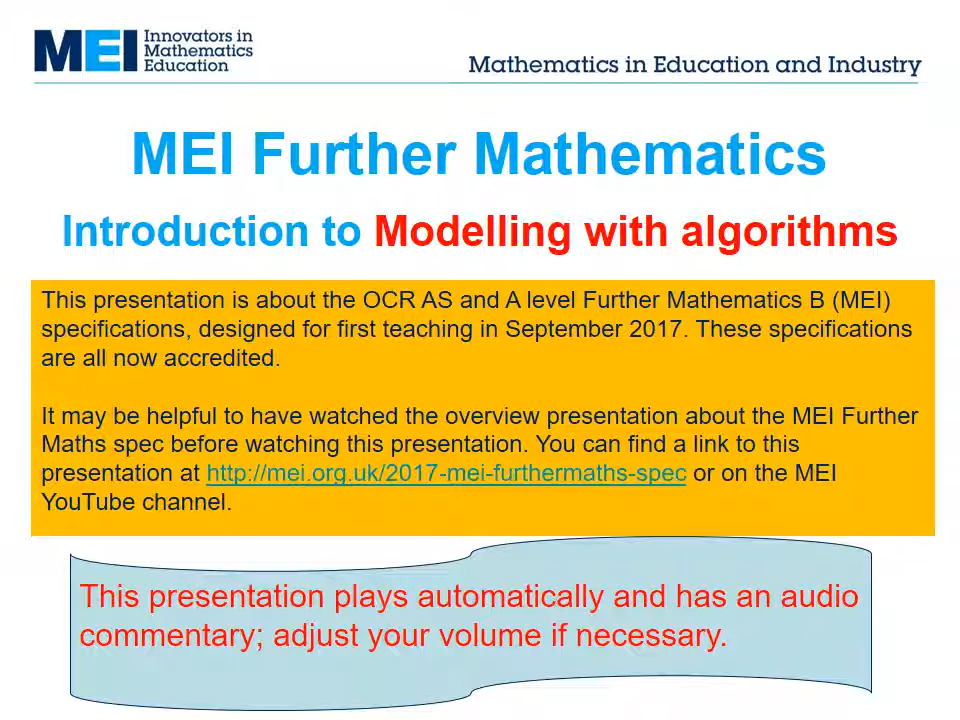 MEI Innovators in
Mathematics
Education
Mathematics in Education and Industry
MEI Further Mathematics
Introduction to Modelling with algorithms
This presentation is about the OCR AS and A level Further Mathematics B (MEI)
specifications, designed for first teaching in September 2017. These specifications
are all now accredited.
It may be helpful to have watched the overview presentation about the MEI Further
Maths spec before watching this presentation. You can find a link to this
presentation at http://mei.org.uk/2017-mei-furthermaths-spec or on the MEI
YouTube channel.
This presentation plays automatically and has an audio
commentary; adjust your volume if necessary.